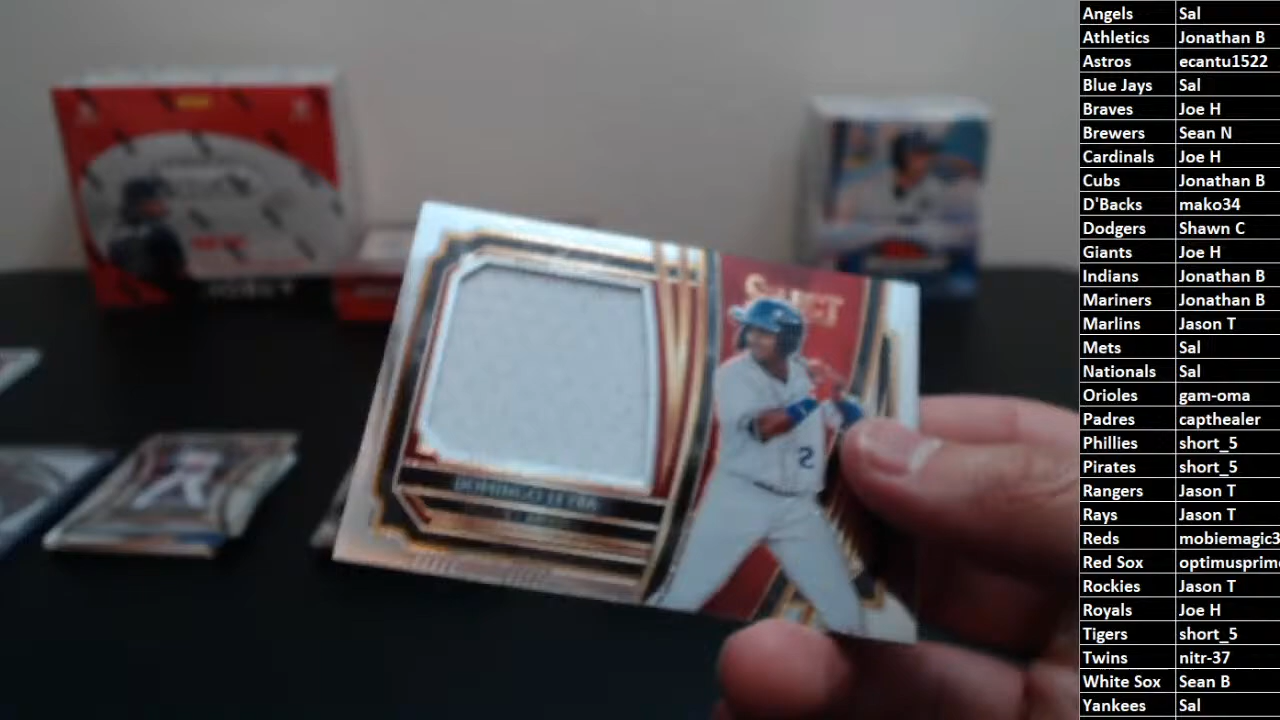 Angels Sal
Athletics Jonathan B
Astros ecantu1522
Blue Jays Sal
Braves Joe H
Brewers Sean N
Cardinals Joe H
Cubs Jonathan B
D'Backs mako34
Dodgers Shawn C
Giants Joe H
Indians Jonathan B
Mariners Jonathan B
Marlins Jason T
Mets Sal
Nationals Sal
Orioles gam-oma
Padres capthealer
Phillies short_5
Pirates short_5
Rangers Jason T
Rays Jason T
Reds mobiemagic3
Red Sox optimusprim
Rockies Jason T
Royals Joe H
Tigers short_5
Twins nitr-37
White Sox Sean B
Yankees Sal
SELECT
DOMINGO LEYBA
2